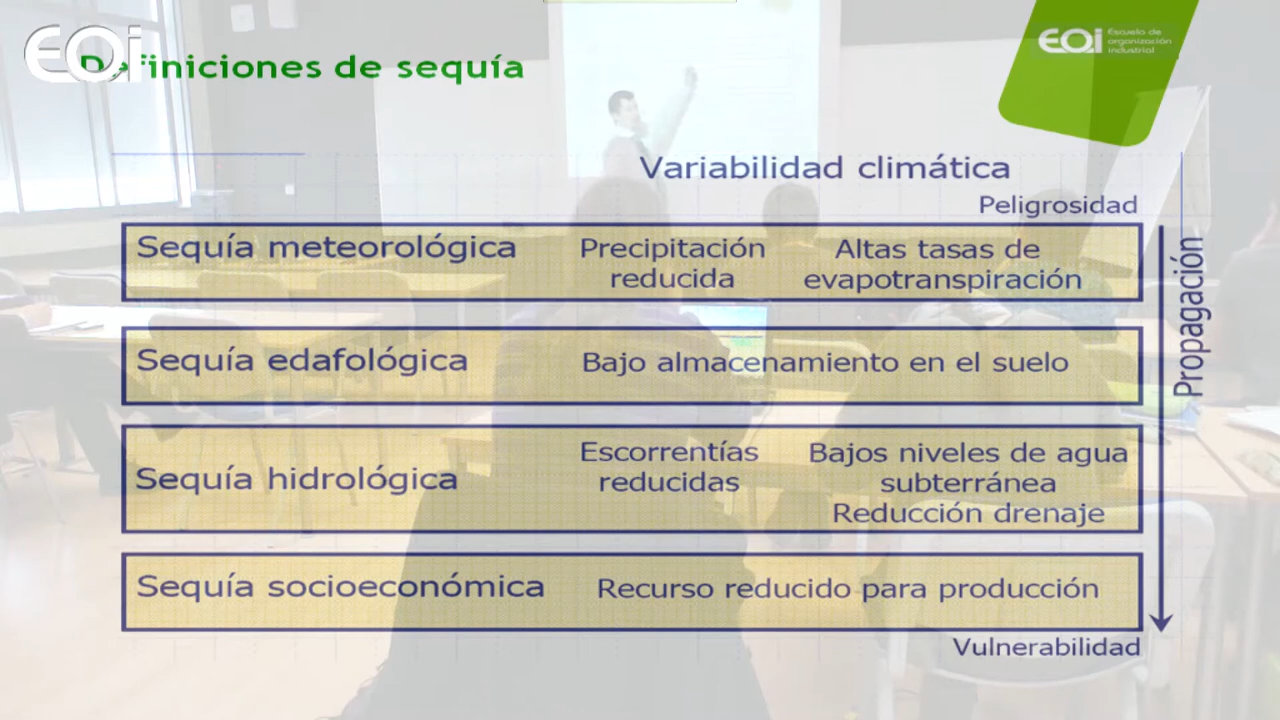 EOi
Definiciones de sequía
EOi
Escuela de
organización
industrial
Variabilidad climática
Peligrosidad
Sequía meteorológica
Precipitación
reducida
Altas tasas de
evapotranspiración
Propagación
Sequía edafológica
Bajo almacenamiento en el suelo
Sequía hidrológica
Escorrentías
reducidas
Bajos niveles de agua
subterránea
Reducción drenaje
Sequía socioeconómica
Recurso reducido para producción
Vulnerabilidad